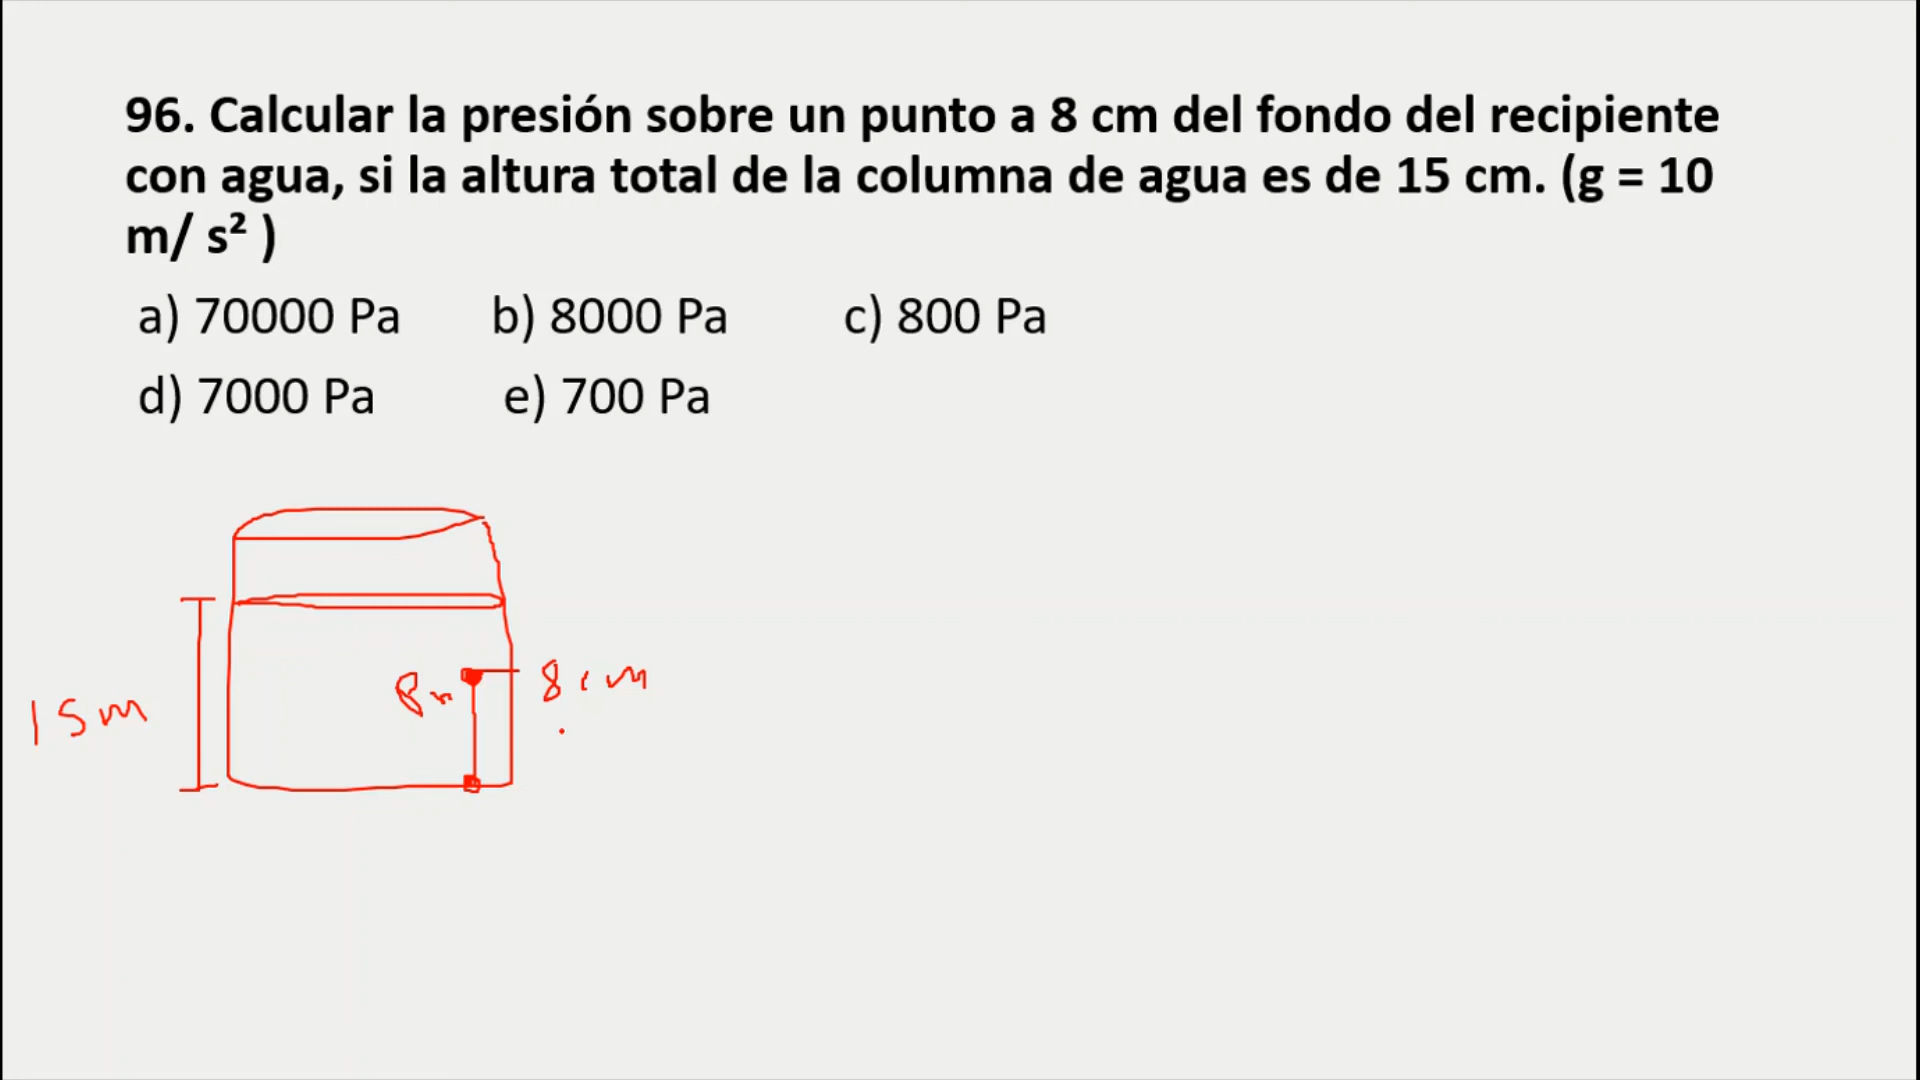 96. Calcular la presión sobre un punto a 8 cm del fondo del recipiente
con agua, si la altura total de la columna de agua es de 15 cm. (g = 10
m/ s² )
a) 70000 Pa b) 8000 Pa c) 800 Pa
d) 7000 Pa e) 700 Pa
8 cm
15m